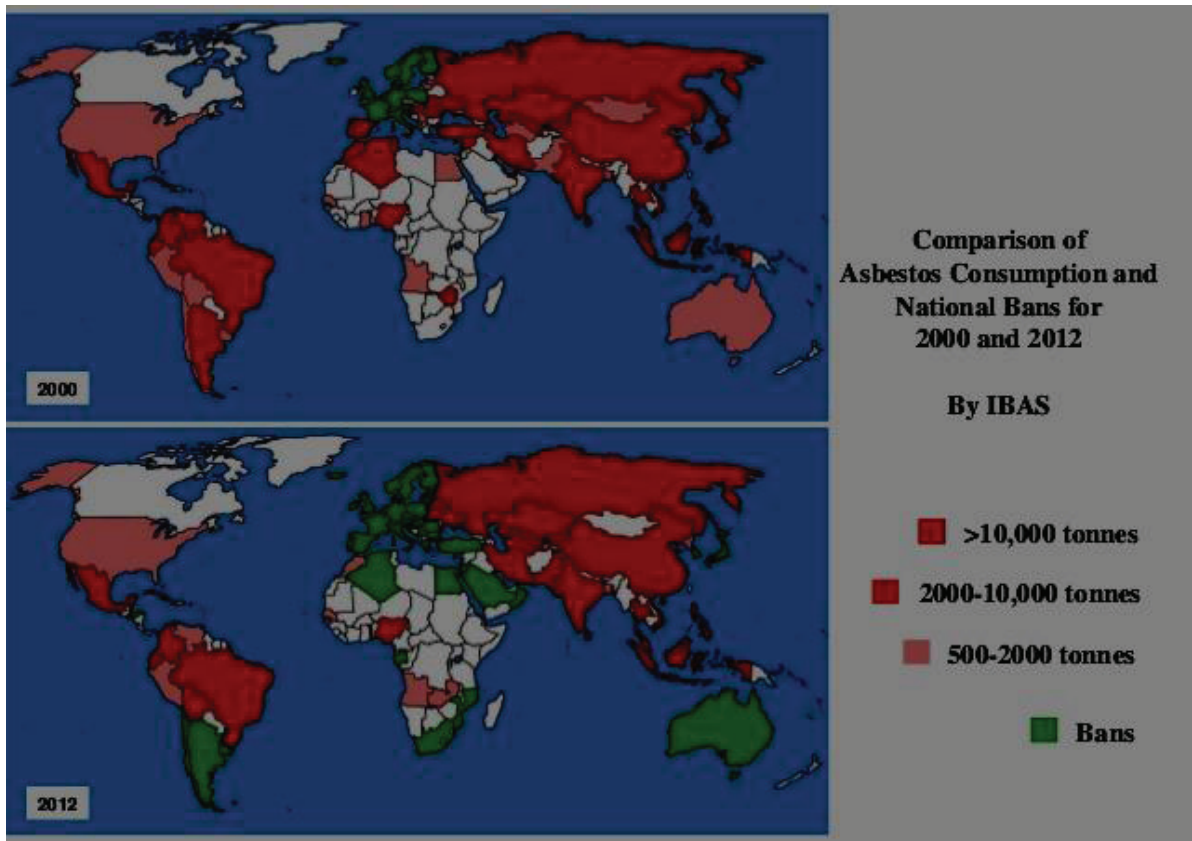 2000
Comparison of
Asbestos Consumption and
National Bans for
2000 and 2012
By IBAS
>10,000 tonnes
2000-10,000 tonnes
500-2000 tonnes
Bans
2012